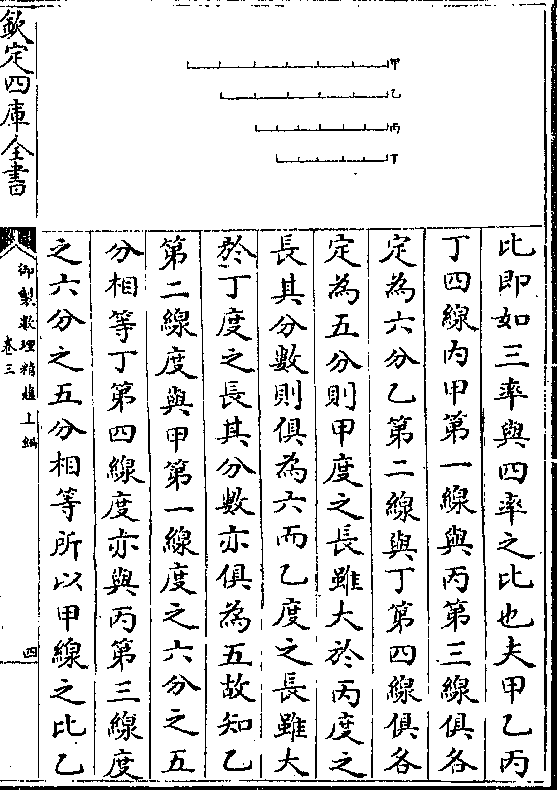 甲
乙
丙
丁
比即如三率與四率之比也夫甲乙丙
丁四線内甲第一線與丙第三線俱各
定為六分乙第二線與丁第四線俱各
定為五分則甲度之長雖大於丙度之
長其分數則俱為六而乙度之長雖大
於丁度之長其分數亦俱為五故知乙
第二線度與甲第一線度之六分之五
分相等丁第四線度亦與丙第三線度
之六分之五分相等所以甲線之比乙
欽定四庫全書
御製數理精藴上編
卷三
四